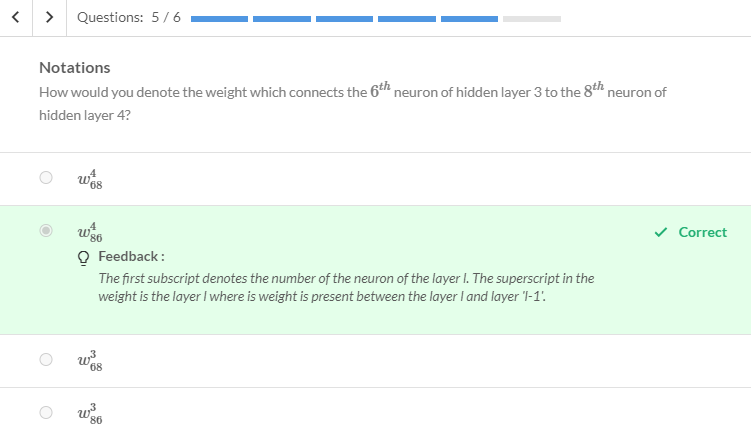 Questions: 5 / 6
Notations
How would you denote the weight which connects the 6^{th} neuron of hidden layer 3 to the 8^{th} neuron of
hidden layer 4?
w^4_{68}
w^4_{86}
Correct
Feedback :
The first subscript denotes the number of the neuron of the layer l. The superscript in the
weight is the layer l where is weight is present between the layer l and layer 'l-1'.
w^3_{68}
w^3_{86}